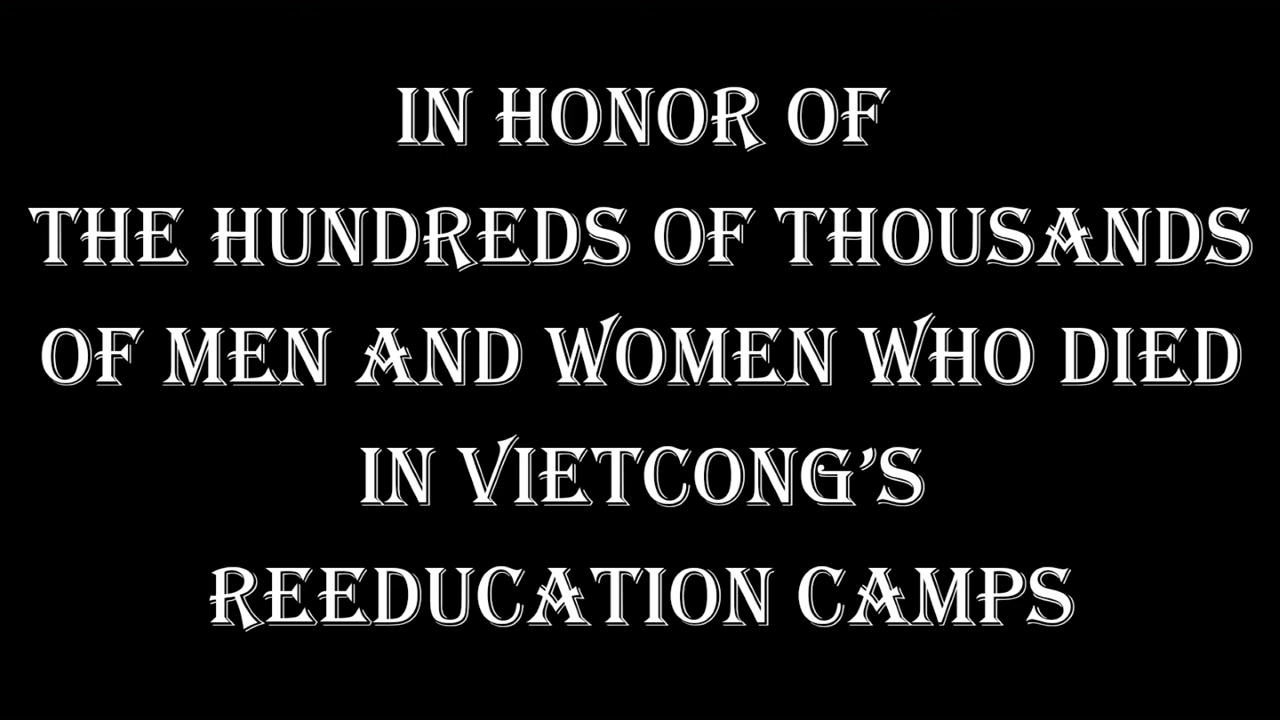 IN HONOR OF
THE HUNDREDS OF THOUSANDS
OF MEN AND WOMEN WHO DIED
IN VIETCONG'S
REEDUCATION CAMPS